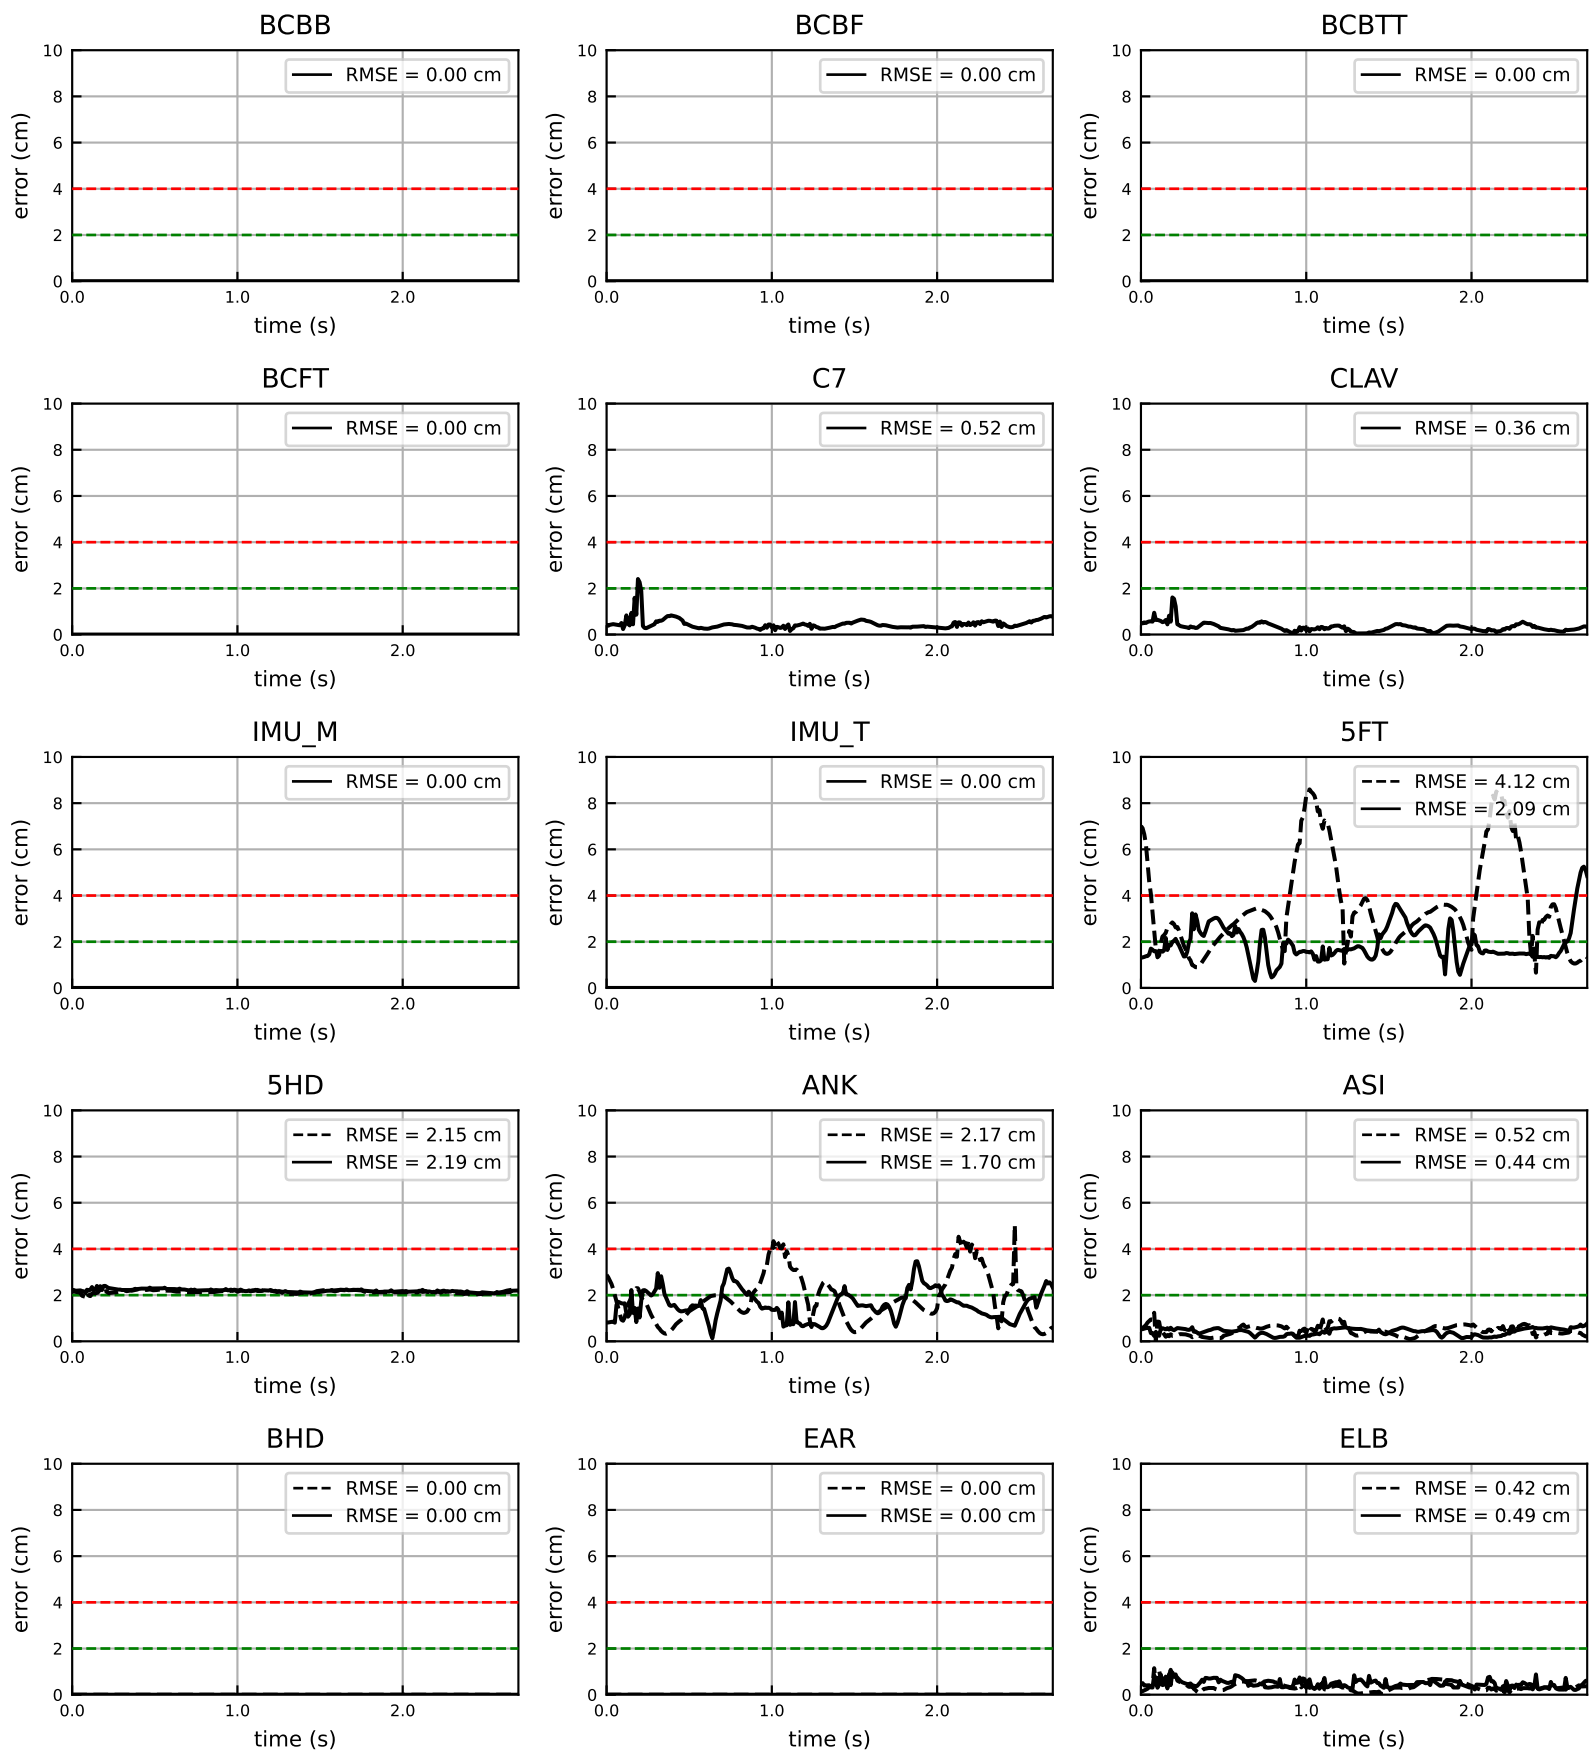 BCBB
BCBF
BCBTT
RMSE = 0.00 cm
RMSE = 0.00 cm
RMSE = 0.00 cm
error (cm)
10
8
6
4
2
0
0.0 1.0 2.0
time (s)
error (cm)
10
8
6
4
2
0
0.0 1.0 2.0
time (s)
error (cm)
10
8
6
4
2
0
0.0 1.0 2.0
time (s)
BCFT
C7
CLAV
RMSE = 0.00 cm
RMSE = 0.52 cm
RMSE = 0.36 cm
error (cm)
10
8
6
4
2
0
0.0 1.0 2.0
time (s)
error (cm)
10
8
6
4
2
0
0.0 1.0 2.0
time (s)
error (cm)
10
8
6
4
2
0
0.0 1.0 2.0
time (s)
IMU_M
IMU_T
5FT
RMSE = 0.00 cm
RMSE = 0.00 cm
RMSE = 4.12 cm
RMSE = 2.09 cm
error (cm)
10
8
6
4
2
0
0.0 1.0 2.0
time (s)
error (cm)
10
8
6
4
2
0
0.0 1.0 2.0
time (s)
error (cm)
10
8
6
4
2
0
0.0 1.0 2.0
time (s)
5HD
ANK
ASI
RMSE = 2.15 cm
RMSE = 2.19 cm
RMSE = 2.17 cm
RMSE = 1.70 cm
RMSE = 0.52 cm
RMSE = 0.44 cm
error (cm)
10
8
6
4
2
0
0.0 1.0 2.0
time (s)
error (cm)
10
8
6
4
2
0
0.0 1.0 2.0
time (s)
error (cm)
10
8
6
4
2
0
0.0 1.0 2.0
time (s)
BHD
EAR
ELB
RMSE = 0.00 cm
RMSE = 0.00 cm
RMSE = 0.00 cm
RMSE = 0.00 cm
RMSE = 0.42 cm
RMSE = 0.49 cm
error (cm)
10
8
6
4
2
0
0.0 1.0 2.0
time (s)
error (cm)
10
8
6
4
2
0
0.0 1.0 2.0
time (s)
error (cm)
10
8
6
4
2
0
0.0 1.0 2.0
time (s)